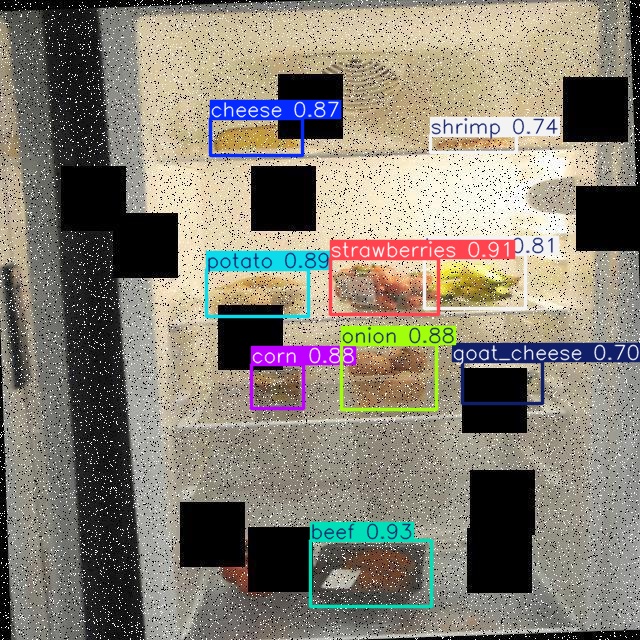 cheese 0.87
shrimp 0.74
potato 0.89
strawberries 0.91
0.81
corn 0.88
onion 0.88
goat_cheese 0.70
beef 0.93